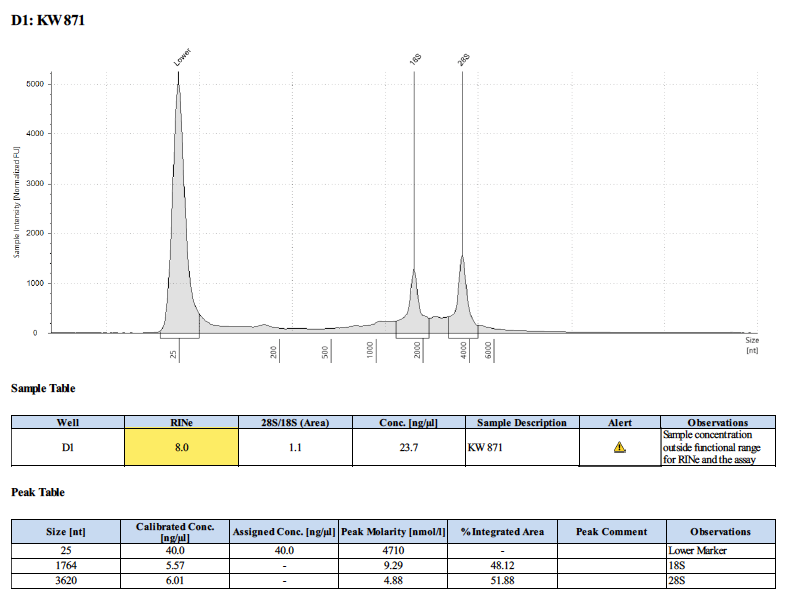 D1: KW 871
Lower
18S
28S
Sample Intensity [Normalized FU]
5000
4000
3000
2000
1000
0
25
200
500
1000
2000
4000
6000
Size
[nt]
Sample Table
Well RINe 28S/18S (Area) Conc. [ng/µl] Sample Description Alert Observations
D1 8.0 1.1 23.7 KW 871 Sample concentration
outside functional range
for RINe and the assay
Peak Table
Size [nt] Calibrated Conc. [ng/µl] Assigned Conc. [ng/µl] Peak Molarity [nmol/l] % Integrated Area Peak Comment Observations
25 40.0 40.0 4710 - Lower Marker
1764 5.57 - 9.29 48.12 18S
3620 6.01 - 4.88 51.88 28S